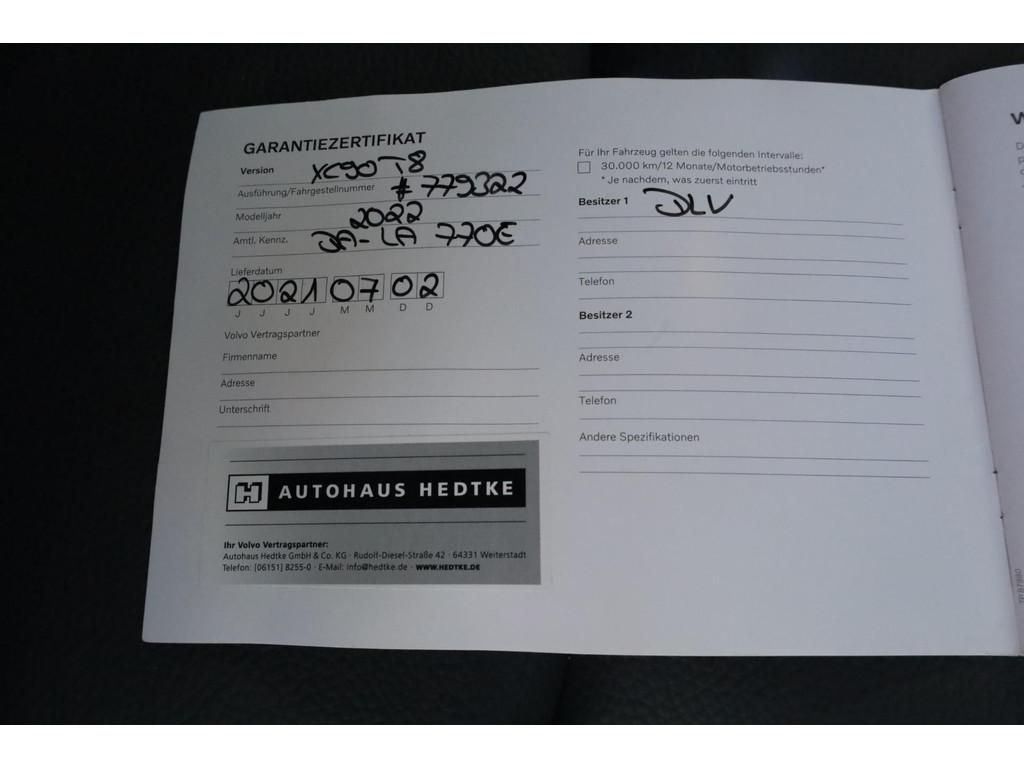 GARANTIEZERTIFIKAT
Version XC90 T8
Ausführung/Fahrgestellnummer # 779322
Modelljahr 2022
Amtl. Kennz. DA-LA 770E
Lieferdatum
2021 07 02
J J J J M M D D
Volvo Vertragspartner
Firmenname
Adresse
Unterschrift
AUTOHAUS HEDTKE
Ihr Volvo Vertragspartner:
Autohaus Hedtke GmbH & Co. KG · Rudolf-Diesel-Straße 42 · 64331 Weiterstadt
Telefon: (06151) 8255-0 · E-Mail: info@hedtke.de · WWW.HEDTKE.DE
Für Ihr Fahrzeug gelten die folgenden Intervalle:
30.000 km/12 Monate/Motorbetriebsstunden*
* Je nachdem, was zuerst eintritt
Besitzer 1
Adresse
Telefon
Besitzer 2
Adresse
Telefon
Andere Spezifikationen